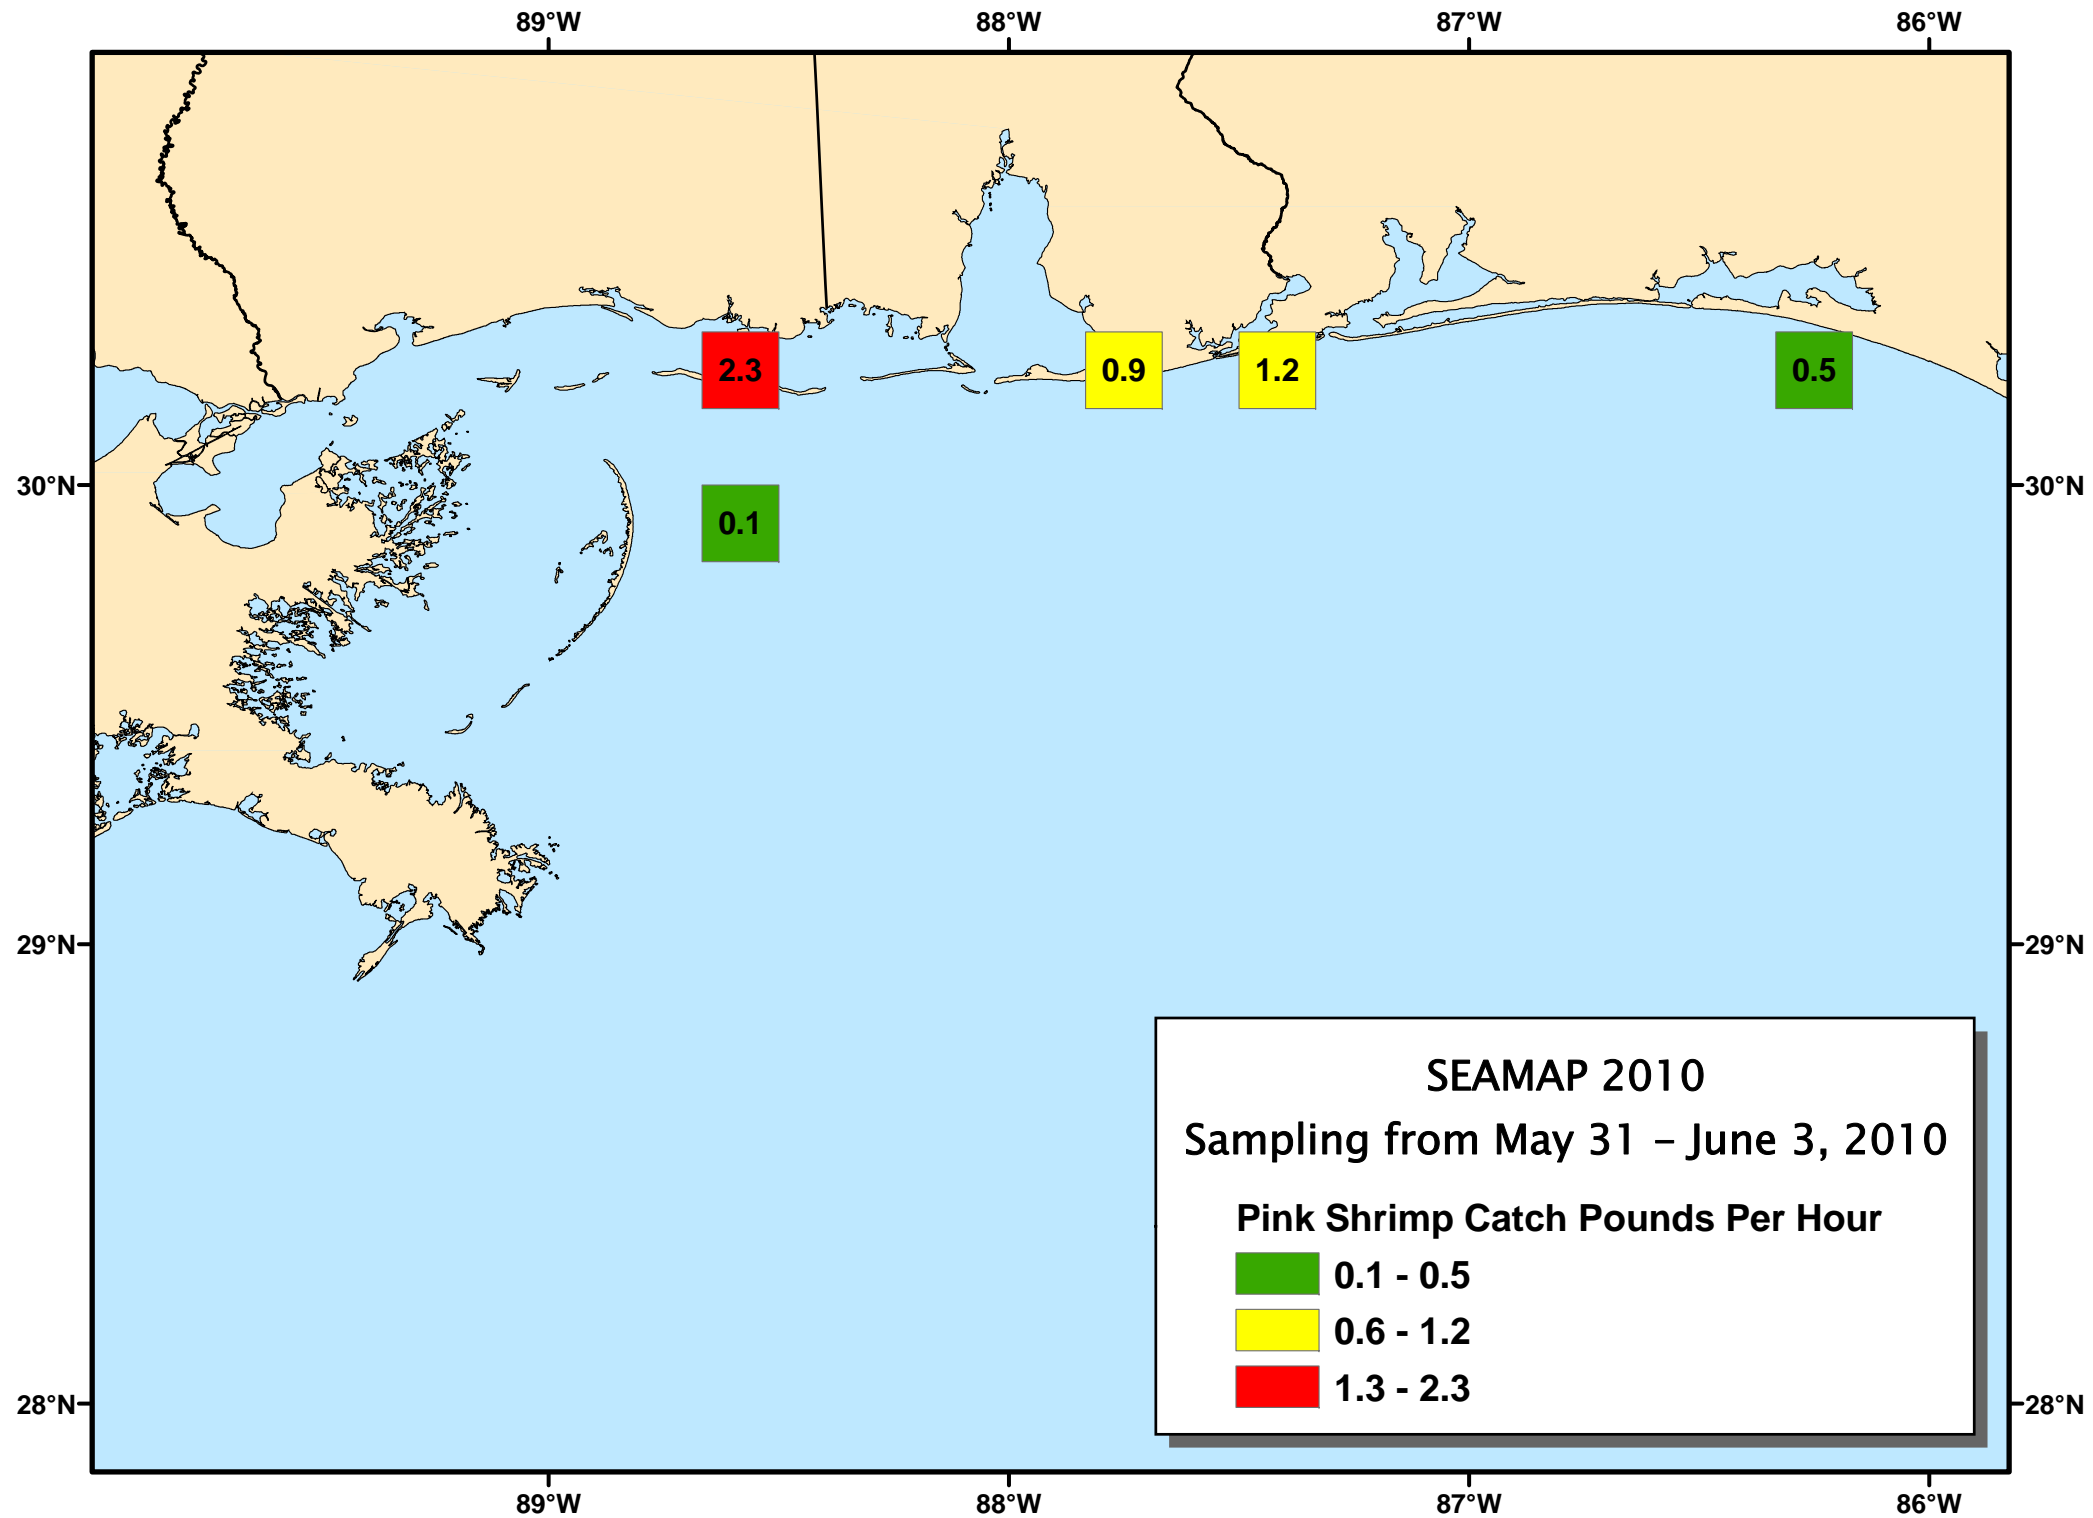 89°W 88°W 87°W 86°W
2.3 0.9 1.2 0.5
30°N 30°N
0.1
29°N 29°N
SEAMAP 2010
Sampling from May 31 – June 3, 2010
Pink Shrimp Catch Pounds Per Hour
0.1 - 0.5
0.6 - 1.2
1.3 - 2.3
28°N 28°N
89°W 88°W 87°W 86°W